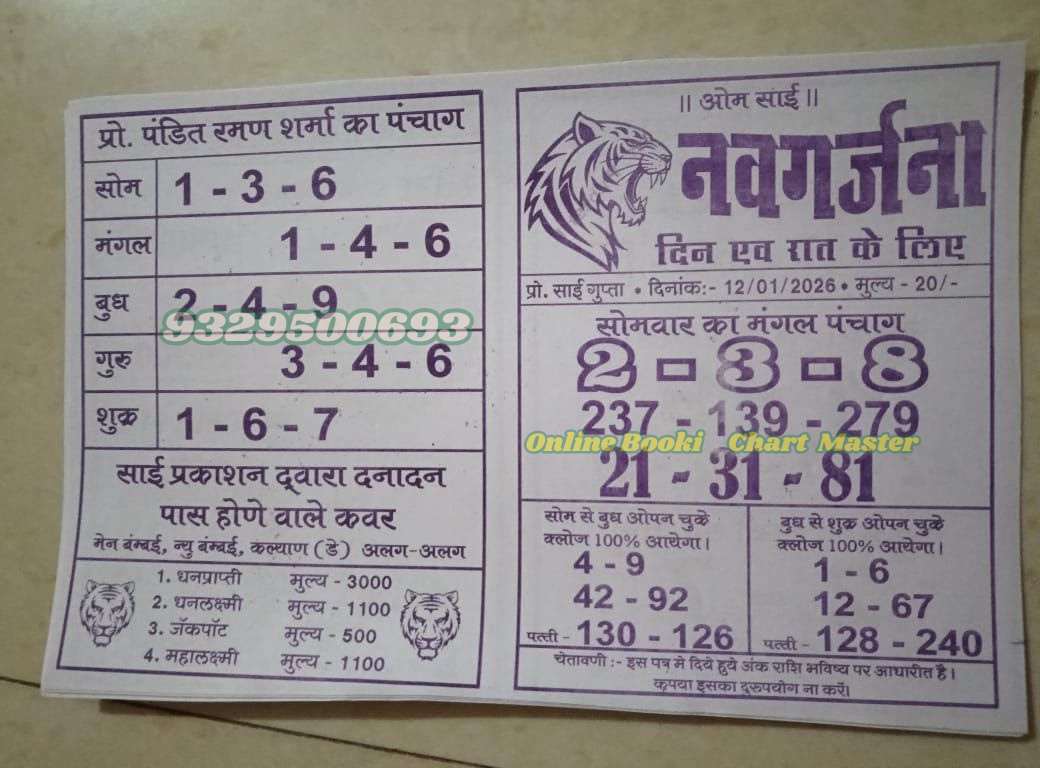 प्रो. पंडित रमण शर्मा का पंचाग
सोम 1 - 3 - 6
मंगल 1 - 4 - 6
बुध 2 - 4 - 9
9329500693
गुरु 3 - 4 - 6
शुक्र 1 - 6 - 7
साई प्रकाशन द्वारा दनादन
पास होणे वाले कवर
मेन बंम्बई, न्यु बंम्बई, कल्याण (डे) अलग-अलग
1. धनप्राप्ती मुल्य - 3000
2. धनलक्ष्मी मुल्य - 1100
3. जॅकपॉट मुल्य - 500
4. महालक्ष्मी मुल्य - 1100
|| ओम साई ||
नवगर्जना
दिन एव रात के लिए
प्रो. साई गुप्ता • दिनांक:- 12/01/2026 • मुल्य - 20/-
सोमवार का मंगल पंचाग
2 - 3 - 8
237 - 139 - 279
Online Booki Chart Master
21 - 31 - 81
सोम से बुध ओपन चुके
क्लोज 100% आयेगा।
4 - 9
42 - 92
पत्ती - 130 - 126
बुध से शुक्र ओपन चुके
क्लोज 100% आयेगा।
1 - 6
12 - 67
पत्ती - 128 - 240
चेतावणी :- इस पत्र मे दिये हुये अंक राशि भविष्य पर आधारीत है।
कृपया इसका दुरुपयोग ना करें।